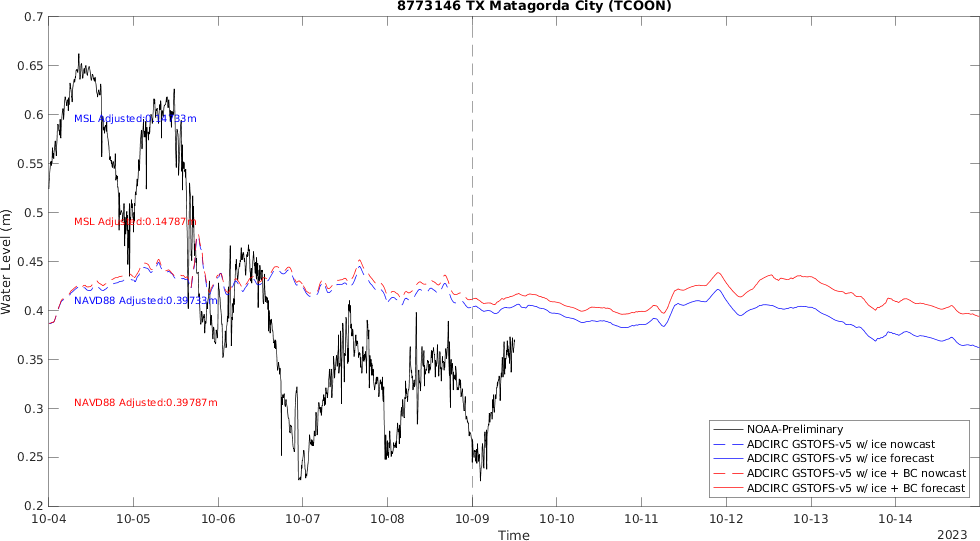 8773146 TX Matagorda City (TCOON)
0.7
0.65
0.6
0.55
0.5
0.45
0.4
0.35
0.3
0.25
0.2
Water Level (m)
MSL Adjusted:0.14733m
MSL Adjusted:0.14787m
NAVD88 Adjusted:0.39733m
NAVD88 Adjusted:0.39787m
NOAA-Preliminary
ADCIRC GSTOFS-v5 w/ ice nowcast
ADCIRC GSTOFS-v5 w/ ice forecast
ADCIRC GSTOFS-v5 w/ ice + BC nowcast
ADCIRC GSTOFS-v5 w/ ice + BC forecast
10-04 10-05 10-06 10-07 10-08 10-09 10-10 10-11 10-12 10-13 10-14
Time
2023